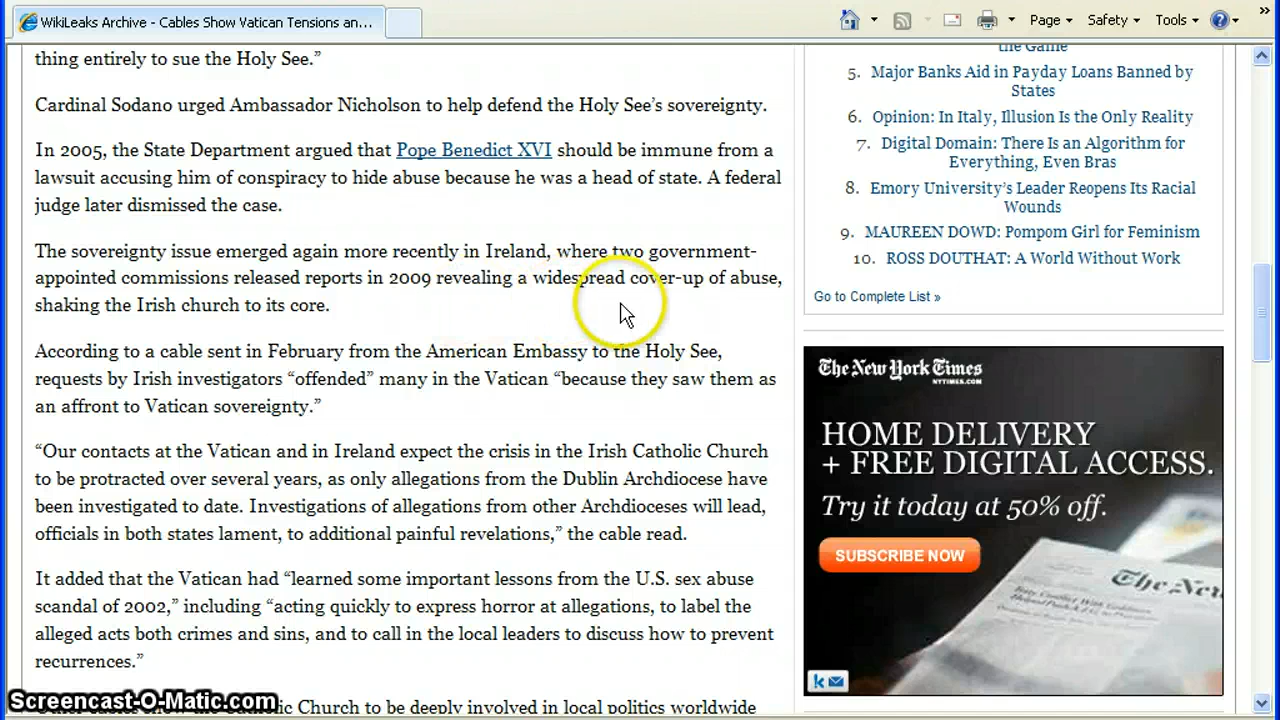 WikiLeaks Archive - Cables Show Vatican Tensions an...
Page
Safety
Tools
»
thing entirely to sue the Holy See.”
Cardinal Sodano urged Ambassador Nicholson to help defend the Holy See’s sovereignty.
In 2005, the State Department argued that Pope Benedict XVI should be immune from a
lawsuit accusing him of conspiracy to hide abuse because he was a head of state. A federal
judge later dismissed the case.
The sovereignty issue emerged again more recently in Ireland, where two government-
appointed commissions released reports in 2009 revealing a widespread cover-up of abuse,
shaking the Irish church to its core.
According to a cable sent in February from the American Embassy to the Holy See,
requests by Irish investigators “offended” many in the Vatican “because they saw them as
an affront to Vatican sovereignty.”
“Our contacts at the Vatican and in Ireland expect the crisis in the Irish Catholic Church
to be protracted over several years, as only allegations from the Dublin Archdiocese have
been investigated to date. Investigations of allegations from other Archdioceses will lead,
officials in both states lament, to additional painful revelations,” the cable read.
It added that the Vatican had “learned some important lessons from the U.S. sex abuse
scandal of 2002,” including “acting quickly to express horror at allegations, to label the
alleged acts both crimes and sins, and to call in the local leaders to discuss how to prevent
recurrences.”
Catholic Church to be deeply involved in local politics worldwide
the Game
5. Major Banks Aid in Payday Loans Banned by
States
6. Opinion: In Italy, Illusion Is the Only Reality
7. Digital Domain: There Is an Algorithm for
Everything, Even Bras
8. Emory University’s Leader Reopens Its Racial
Wounds
9. MAUREEN DOWD: Pompom Girl for Feminism
10. ROSS DOUTHAT: A World Without Work
Go to Complete List »
The New York Times
NYTIMES.COM
HOME DELIVERY
+ FREE DIGITAL ACCESS.
Try it today at 50% off.
SUBSCRIBE NOW
The New
k
Screencast-O-Matic.com